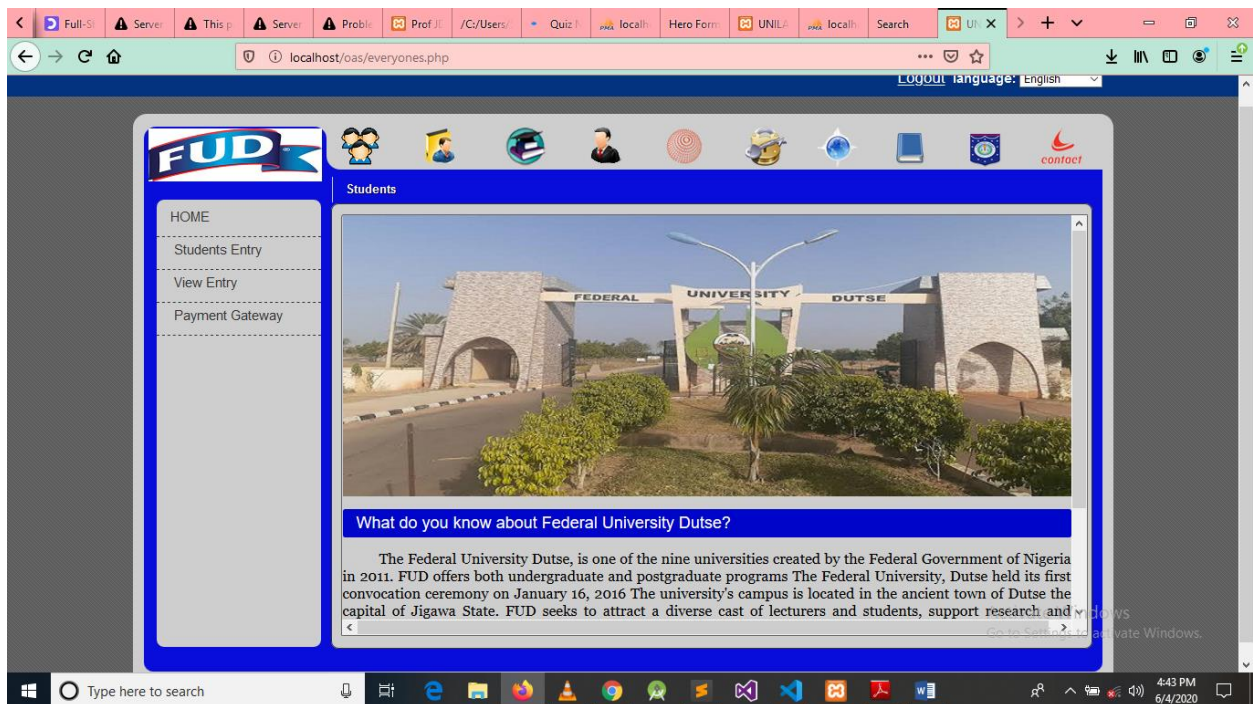 Full-St
Server
This p
Server
Proble
Prof JE
/C:/Users/
Quiz
localh
Hero Form
UNILA
localh
Search
UN
localhost/oas/everyones.php
Logout language: English
FUD
contact
Students
HOME
Students Entry
View Entry
Payment Gateway
FEDERAL UNIVERSITY DUTSE
What do you know about Federal University Dutse?
The Federal University Dutse, is one of the nine universities created by the Federal Government of Nigeria
in 2011. FUD offers both undergraduate and postgraduate programs The Federal University, Dutse held its first
convocation ceremony on January 16, 2016 The university's campus is located in the ancient town of Dutse the
capital of Jigawa State. FUD seeks to attract a diverse cast of lecturers and students, support research and
Activate Windows
Go to Settings to activate Windows.
Type here to search
4:43 PM
6/4/2020